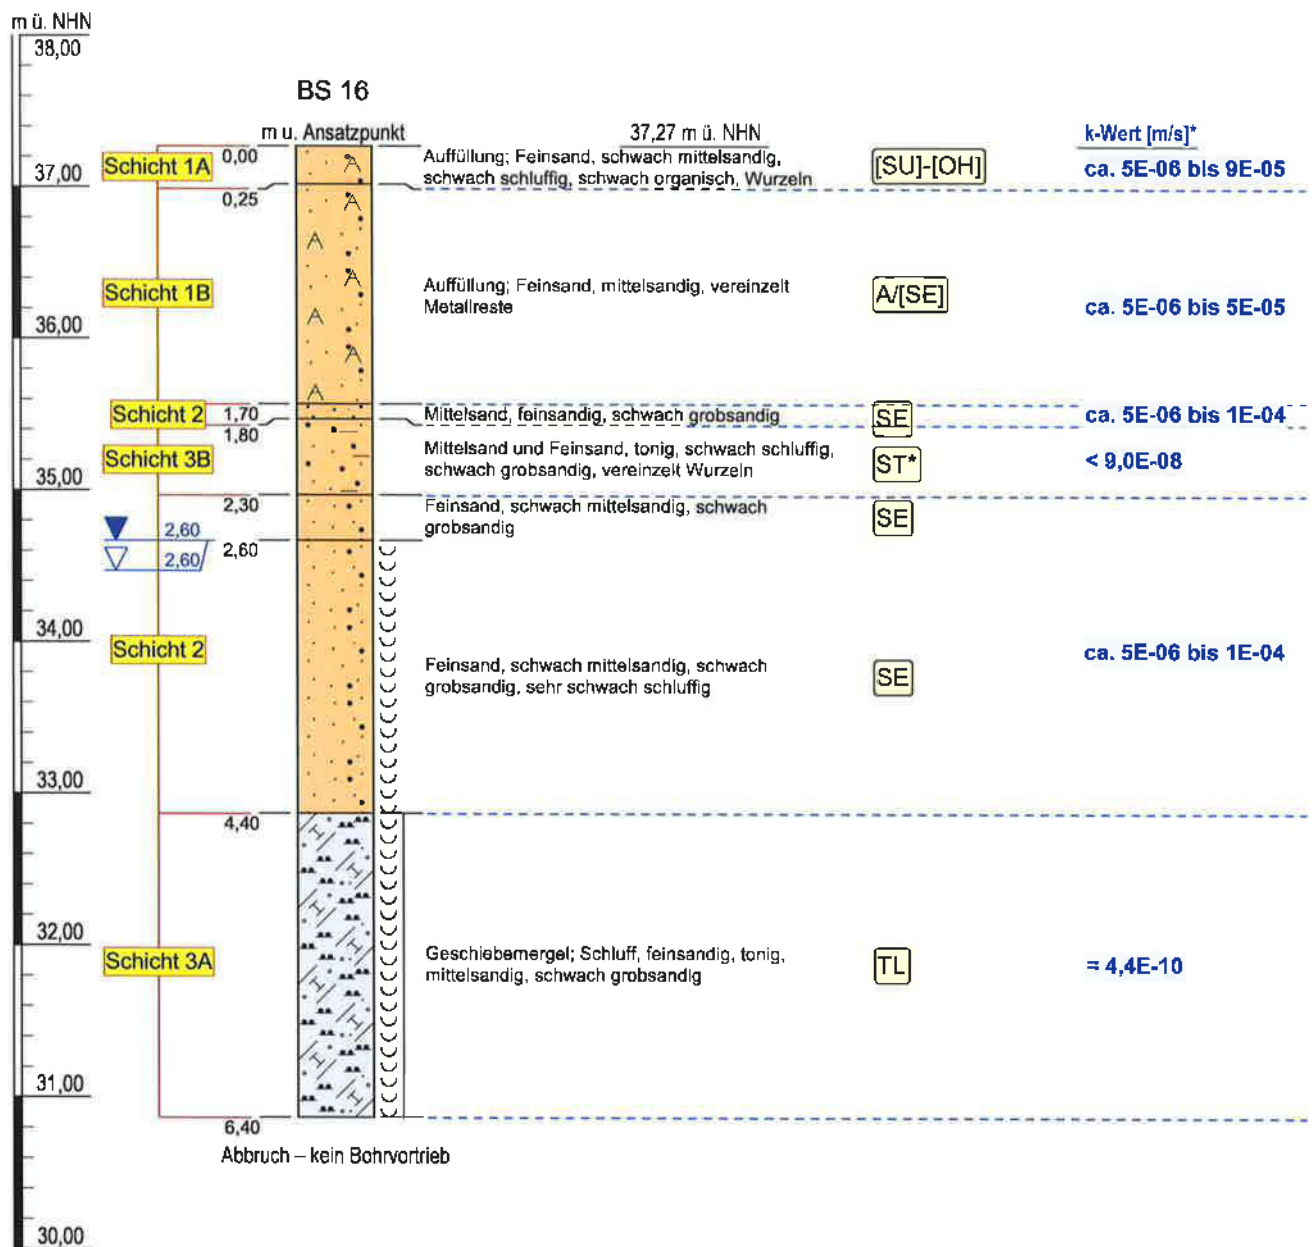 m ü. NHN
38,00
BS 16
m u. Ansatzpunkt
37,27 m ü. NHN
k-Wert [m/s]*
Schicht 1A
0,00
Auffüllung; Feinsand, schwach mittelsandig,
schwach schluffig, schwach organisch, Wurzeln
[SU]-[OH]
ca. 5E-06 bis 9E-05
37,00
0,25
Schicht 1B
Auffüllung; Feinsand, mittelsandig, vereinzelt
Metallreste
A/[SE]
ca. 5E-06 bis 5E-05
36,00
Schicht 2
1,70
Mittelsand, feinsandig, schwach grobsandig
SE
ca. 5E-06 bis 1E-04
1,80
Schicht 3B
Mittelsand und Feinsand, tonig, schwach schluffig,
schwach grobsandig, vereinzelt Wurzeln
ST*
< 9,0E-08
35,00
2,30
Feinsand, schwach mittelsandig, schwach
grobsandig
SE
2,60
2,60
2,60
34,00
Schicht 2
Feinsand, schwach mittelsandig, schwach
grobsandig, sehr schwach schluffig
SE
ca. 5E-06 bis 1E-04
33,00
4,40
32,00
Schicht 3A
Geschiebemergel; Schluff, feinsandig, tonig,
mittelsandig, schwach grobsandig
TL
= 4,4E-10
31,00
6,40
Abbruch – kein Bohrvortrieb
30,00